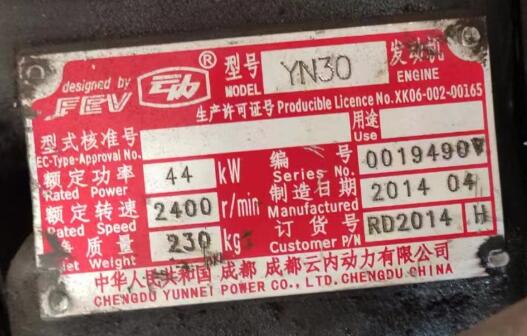 designed by
FEV
云内
®
型号 YN30 发动机
MODEL ENGINE
生产许可证号 Producible Licence No.XK06-002-00165
型式核准号 用途
EC-Type-Approval No. Use
额定功率 44 kW 编号
Rated Power Series No.
额定转速 2400 r/min 制造日期 2014 04
Rated Speed Manufactured
质量 230 kg 订货号 RD2014 H
Net Weight Customer P/N
中华人民共和国 成都 成都云内动力有限公司
CHENGDU YUNNEI POWER CO., LTD. CHENGDU CHINA